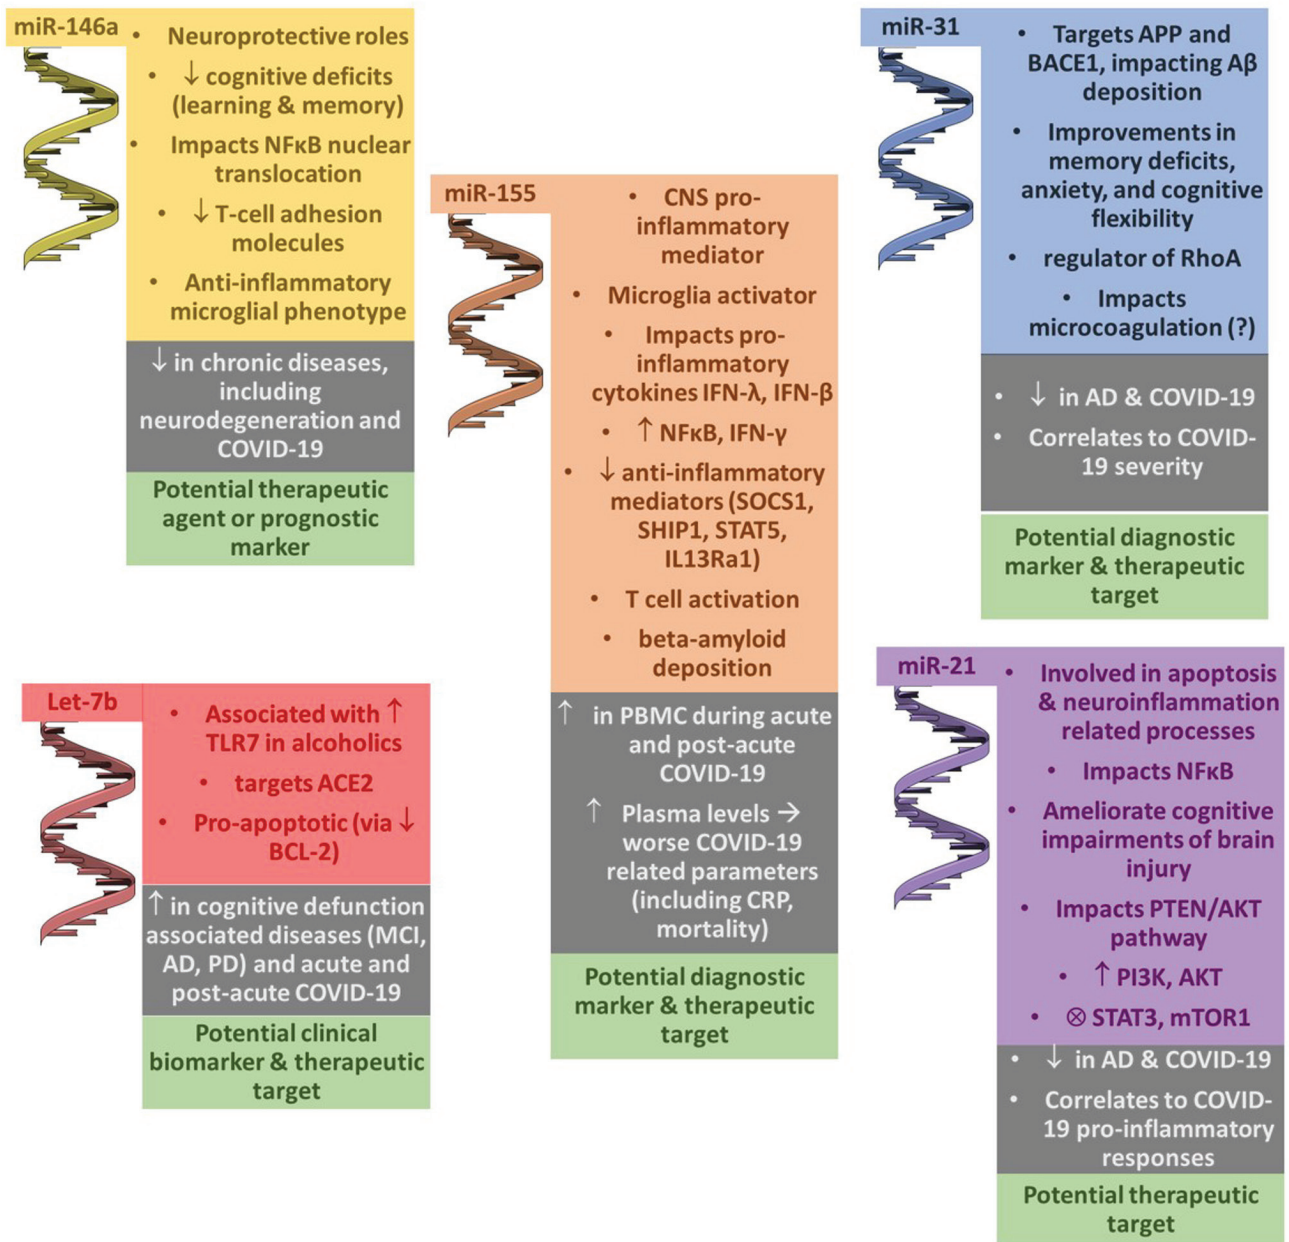 miR-146a
• Neuroprotective roles
• ↓ cognitive deficits
(learning & memory)
• Impacts NFκB nuclear
translocation
• ↓ T-cell adhesion
molecules
• Anti-inflammatory
microglial phenotype
↓ in chronic diseases,
including
neurodegeneration and
COVID-19
Potential therapeutic
agent or prognostic
marker
Let-7b
• Associated with ↑
TLR7 in alcoholics
• targets ACE2
• Pro-apoptotic (via ↓
BCL-2)
↑ in cognitive defunction
associated diseases (MCI,
AD, PD) and acute and
post-acute COVID-19
Potential clinical
biomarker & therapeutic
target
miR-155
• CNS pro-
inflammatory
mediator
• Microglia activator
• Impacts pro-
inflammatory
cytokines IFN-λ, IFN-β
• ↑ NFκB, IFN-γ
• ↓ anti-inflammatory
mediators (SOCS1,
SHIP1, STAT5,
IL13Ra1)
• T cell activation
• beta-amyloid
deposition
↑ in PBMC during acute
and post-acute
COVID-19
↑ Plasma levels →
worse COVID-19
related parameters
(including CRP,
mortality)
Potential diagnostic
marker & therapeutic
target
miR-31
• Targets APP and
BACE1, impacting Aβ
deposition
• Improvements in
memory deficits,
anxiety, and cognitive
flexibility
• regulator of RhoA
• Impacts
microcoagulation (?)
• ↓ in AD & COVID-19
• Correlates to COVID-
19 severity
Potential diagnostic
marker & therapeutic
target
miR-21
• Involved in apoptosis
& neuroinflammation
related processes
• Impacts NFκB
• Ameliorate cognitive
impairments of brain
injury
• Impacts PTEN/AKT
pathway
• ↑ PI3K, AKT
• ⊗ STAT3, mTOR1
• ↓ in AD & COVID-19
• Correlates to COVID-
19 pro-inflammatory
responses
Potential therapeutic
target